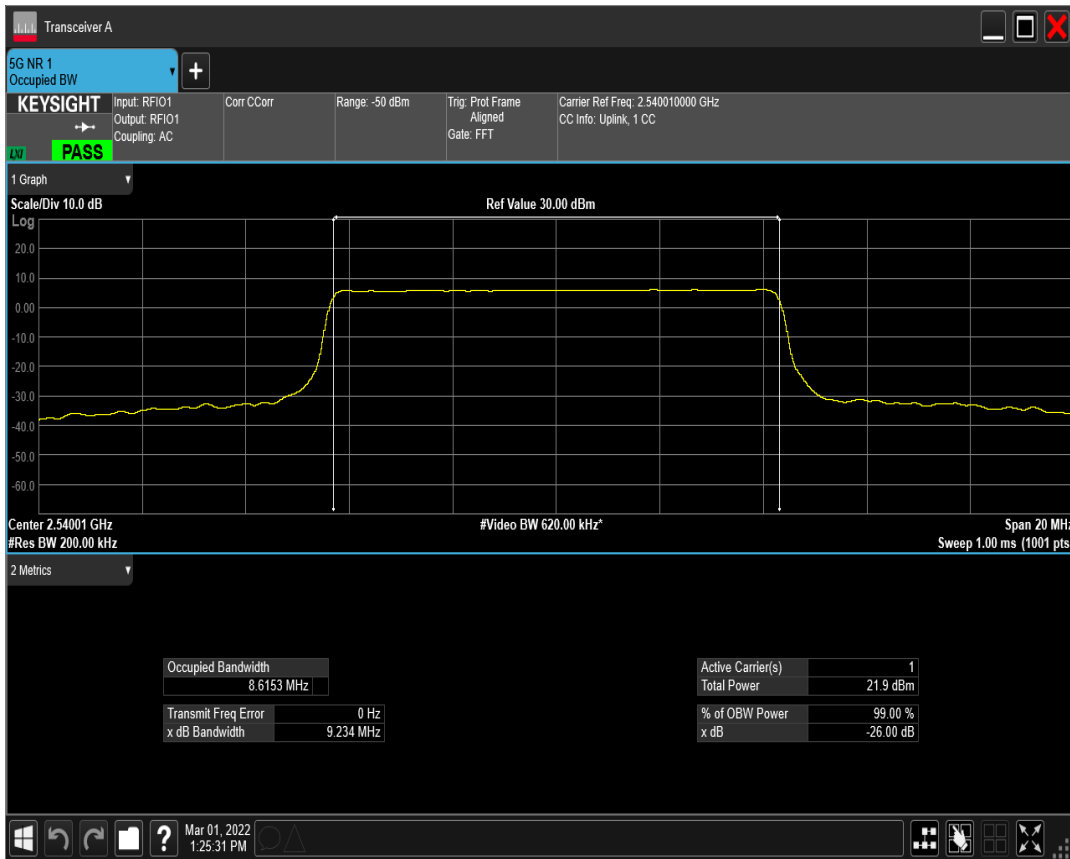 Transceiver A
5G NR 1
Occupied BW
KEYSIGHT
LXI
PASS
Input: RFIO1
Output: RFIO1
Coupling: AC
Corr CCorr
Range: -50 dBm
Trig: Prot Frame
Aligned
Gate: FFT
Carrier Ref Freq: 2.540010000 GHz
CC Info: Uplink, 1 CC
1 Graph
Scale/Div 10.0 dB
Ref Value 30.00 dBm
Log
20.0
10.0
0.00
-10.0
-20.0
-30.0
-40.0
-50.0
-60.0
Center 2.54001 GHz
#Video BW 620.00 kHz*
Span 20 MHz
#Res BW 200.00 kHz
Sweep 1.00 ms (1001 pts
2 Metrics
Occupied Bandwidth
8.6153 MHz
Transmit Freq Error 0 Hz
x dB Bandwidth 9.234 MHz
Active Carrier(s) 1
Total Power 21.9 dBm
% of OBW Power 99.00 %
x dB -26.00 dB
?
Mar 01, 2022
1:25:31 PM